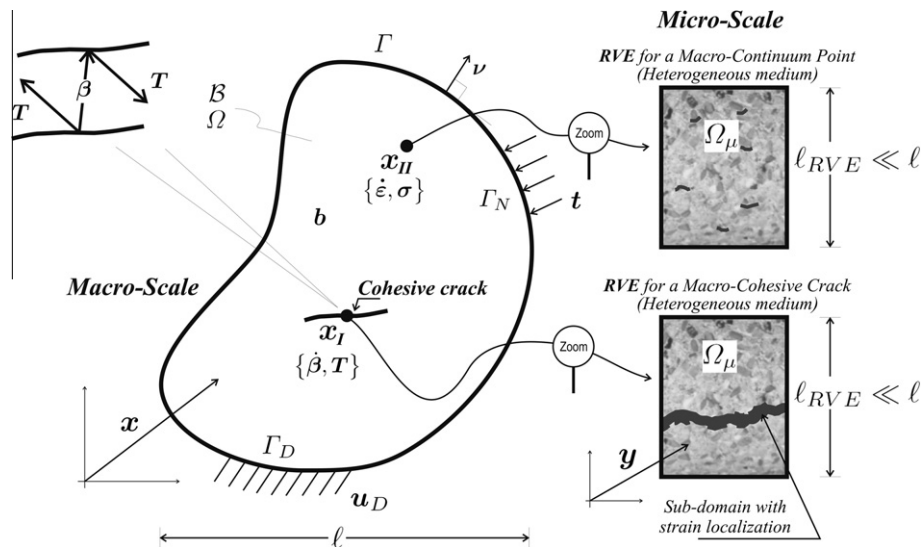 Micro-Scale
RVE for a Macro-Continuum Point
(Heterogeneous medium)
Γ
ν
T
β
T
B
Ω
Zoom
Ω_μ
ℓ_RVE ≪ ℓ
x_II
{ε̇, σ}
Γ_N
t
b
Macro-Scale
Cohesive crack
RVE for a Macro-Cohesive Crack
(Heterogeneous medium)
x_I
{β̇, T}
Zoom
Ω_μ
ℓ_RVE ≪ ℓ
x
Γ_D
u_D
y
Sub-domain with
strain localization
ℓ